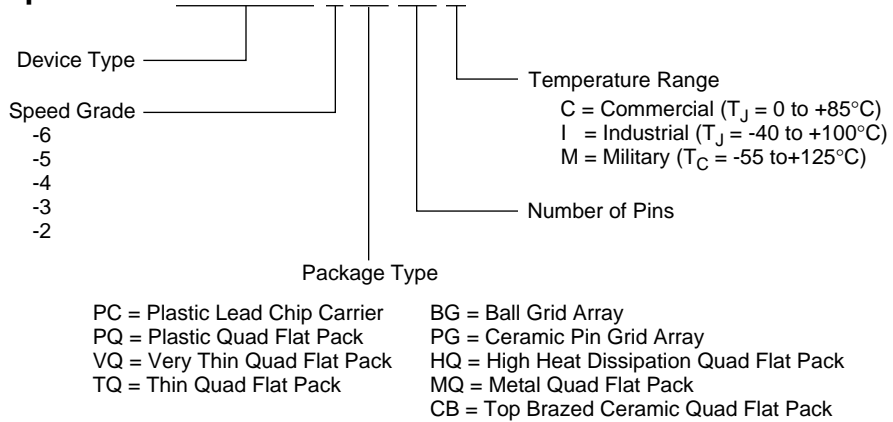 Device Type
Speed Grade
-6
-5
-4
-3
-2
Temperature Range
C = Commercial (TJ = 0 to +85°C)
I = Industrial (TJ = -40 to +100°C)
M = Military (TC = -55 to+125°C)
Number of Pins
Package Type
PC = Plastic Lead Chip Carrier
PQ = Plastic Quad Flat Pack
VQ = Very Thin Quad Flat Pack
TQ = Thin Quad Flat Pack
BG = Ball Grid Array
PG = Ceramic Pin Grid Array
HQ = High Heat Dissipation Quad Flat Pack
MQ = Metal Quad Flat Pack
CB = Top Brazed Ceramic Quad Flat Pack